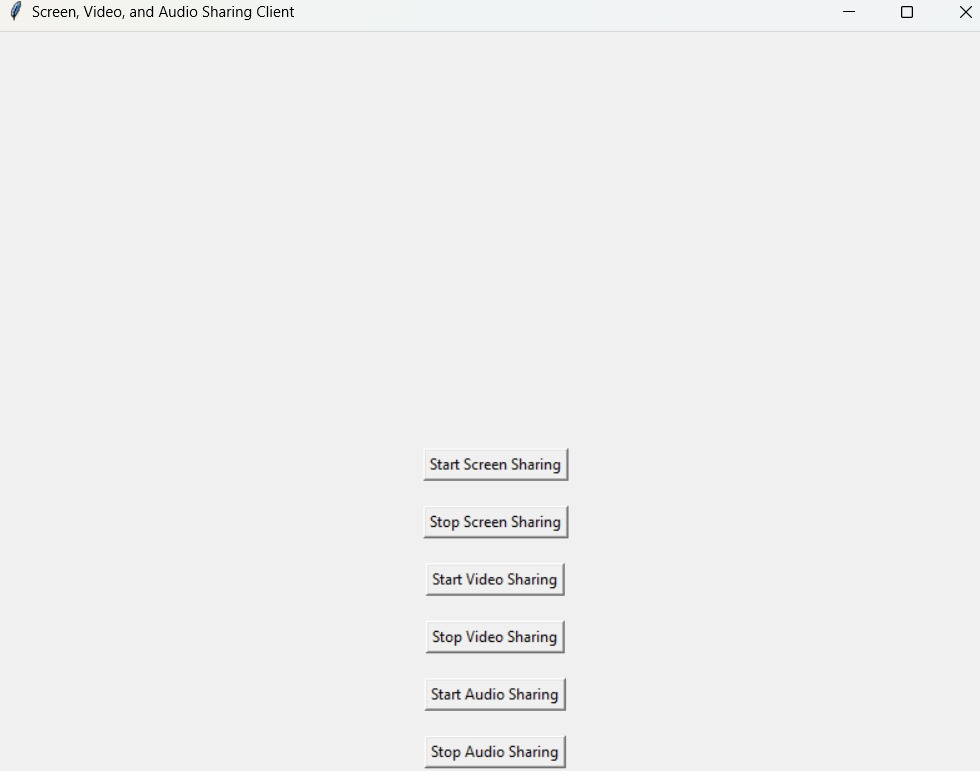 Screen, Video, and Audio Sharing Client
Start Screen Sharing
Stop Screen Sharing
Start Video Sharing
Stop Video Sharing
Start Audio Sharing
Stop Audio Sharing